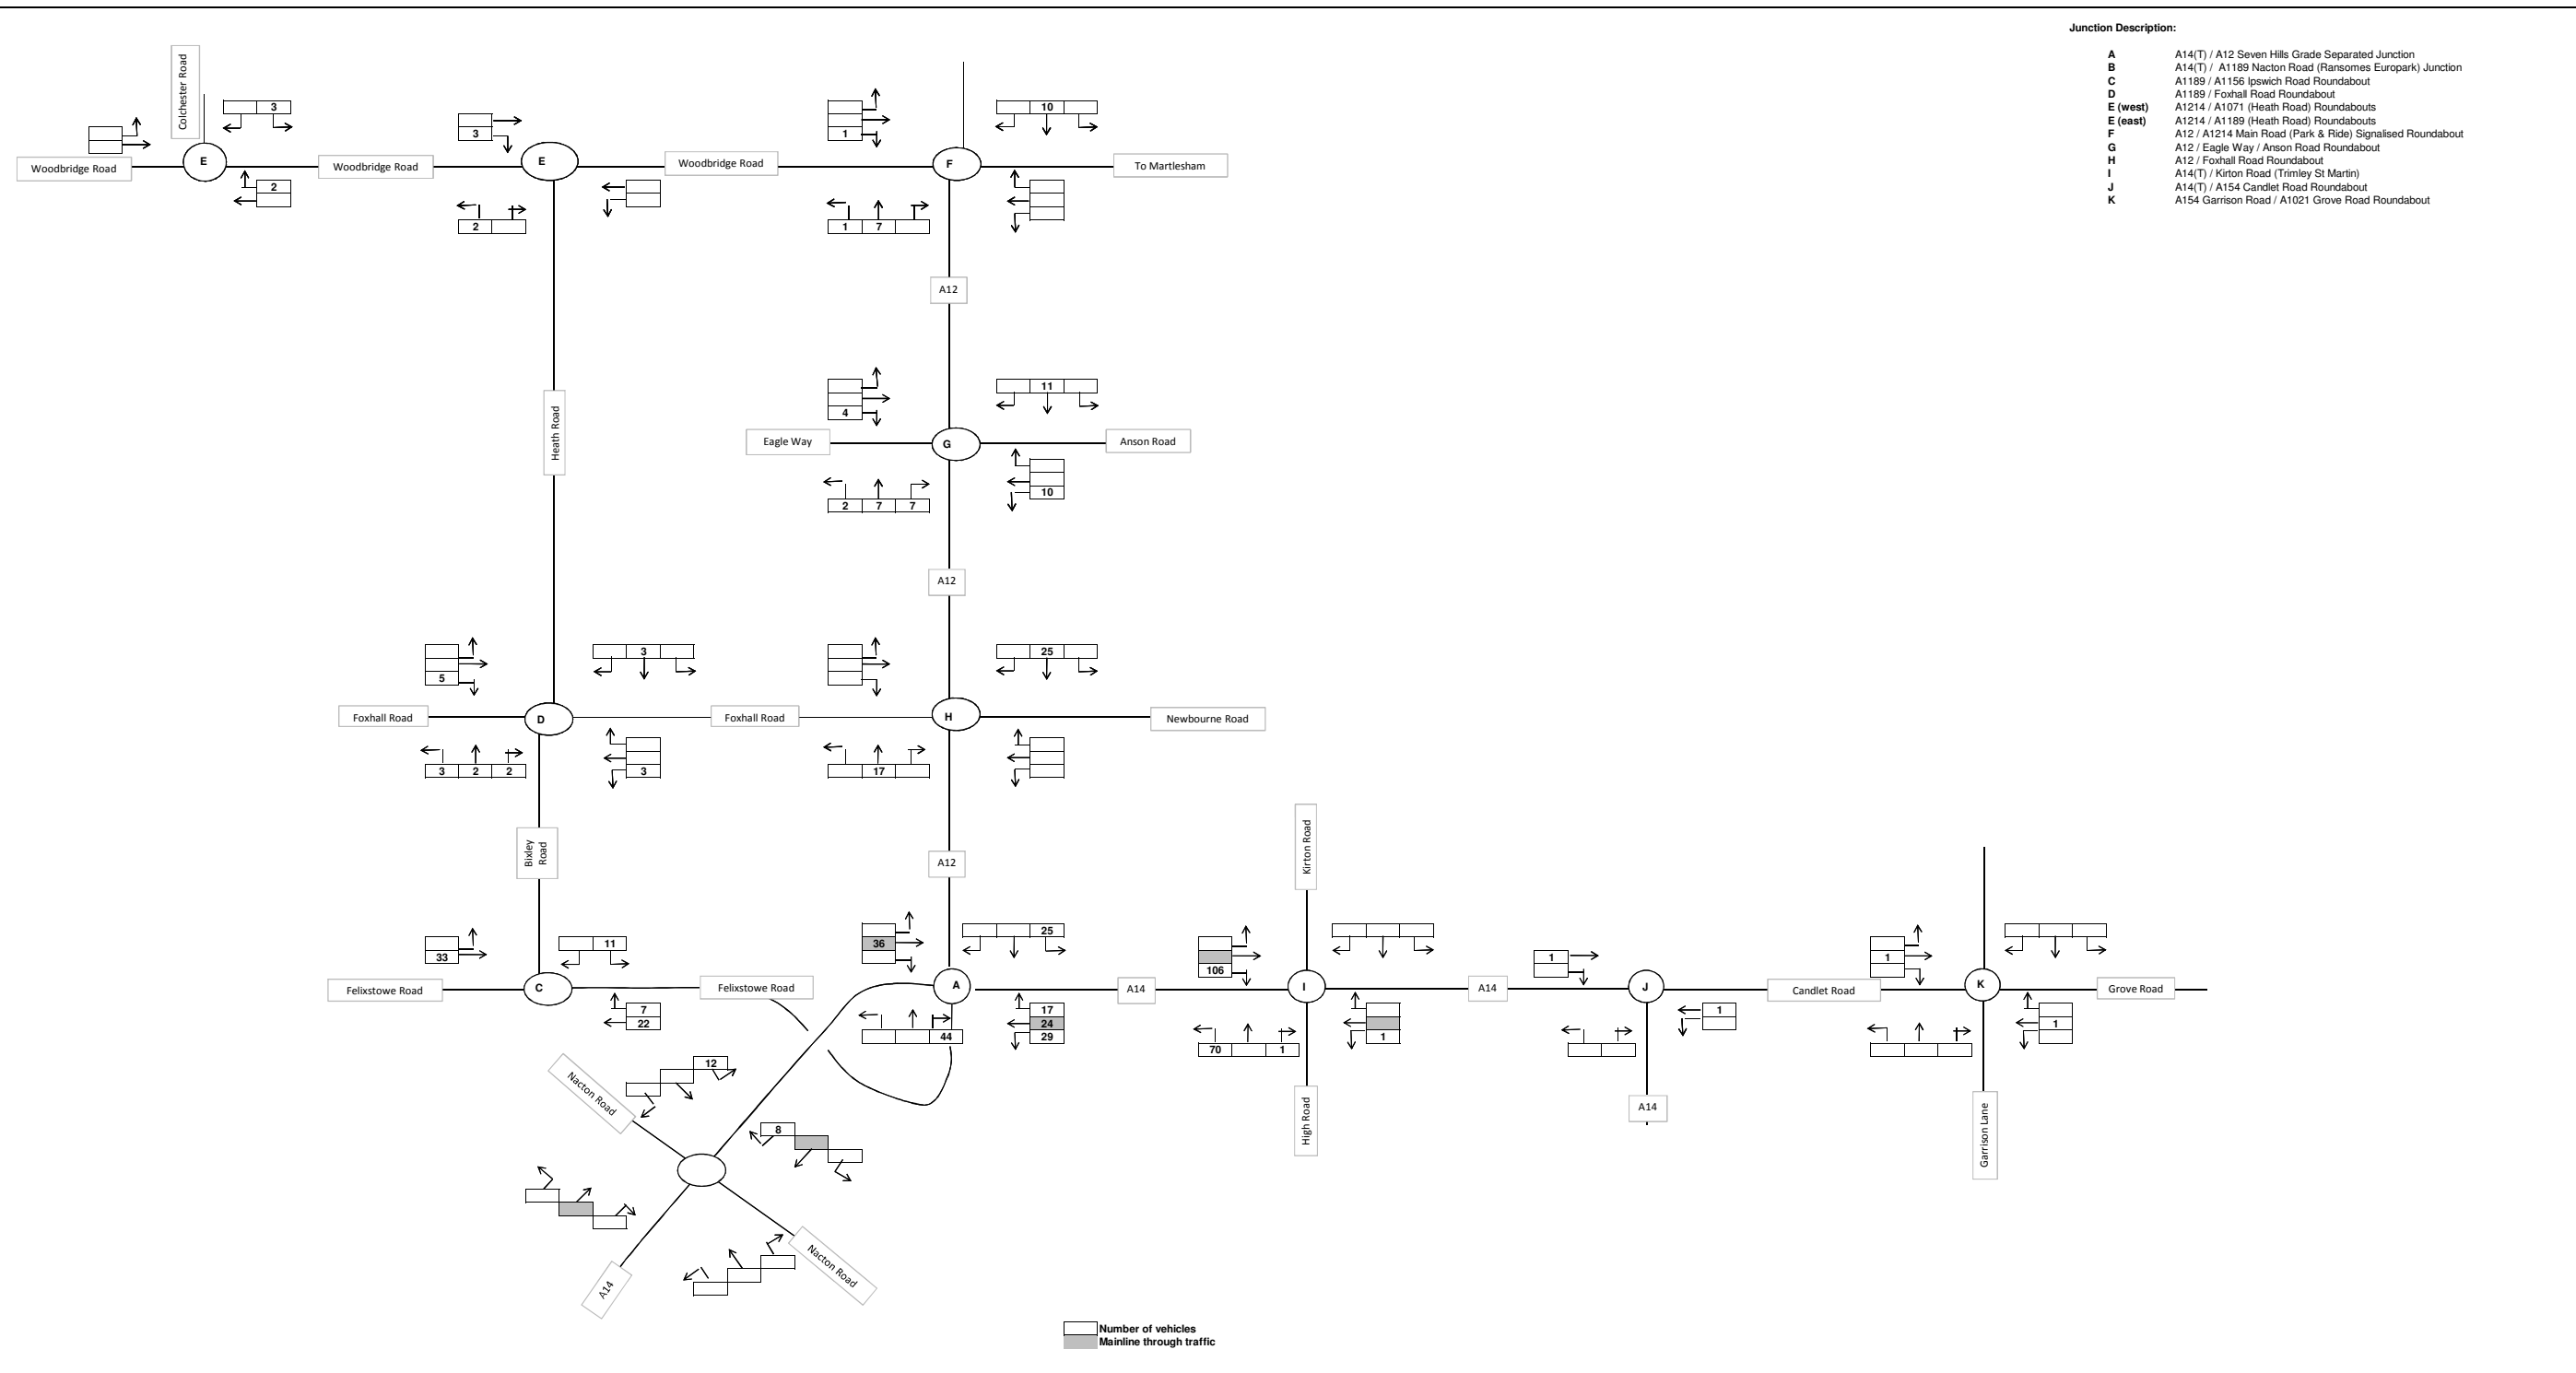 Junction Description:
A A14(T) / A12 Seven Hills Grade Separated Junction
B A14(T) / A1189 Nacton Road (Ransomes Europark) Junction
C A1189 / A1156 Ipswich Road Roundabout
D A1189 / Foxhall Road Roundabout
E (west) A1214 / A1071 (Heath Road) Roundabouts
E (east) A1214 / A1189 (Heath Road) Roundabouts
F A12 / A1214 Main Road (Park & Ride) Signalised Roundabout
G A12 / Eagle Way / Anson Road Roundabout
H A12 / Foxhall Road Roundabout
I A14(T) / Kirton Road (Trimley St Martin)
J A14(T) / A154 Candlet Road Roundabout
K A154 Garrison Road / A1021 Grove Road Roundabout
Colchester Road
3
3
1
10
Woodbridge Road
E
Woodbridge Road
E
Woodbridge Road
F
To Martlesham
2
2
1 7
A12
4
11
Heath Road
Eagle Way
G
Anson Road
10
2 7 7
A12
5
3
25
Foxhall Road
D
Foxhall Road
H
Newbourne Road
3 2 2
3
17
Bixley
Road
A12
Kirton Road
33
11
36
25
106
1
1
Felixstowe Road
C
Felixstowe Road
A
A14
I
A14
J
Candlet Road
K
Grove Road
7
22
44
17
24
29
70 1
1
1
1
12
Nacton Road
A14
High Road
Garrison Lane
8
Nacton Road
A14
Number of vehicles
Mainline through traffic